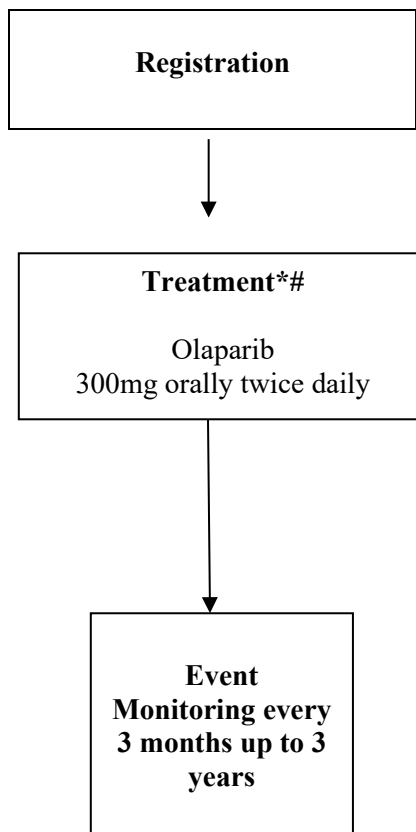 Registration
Treatment*#
Olaparib
300mg orally twice daily
Event
Monitoring every
3 months up to 3
years